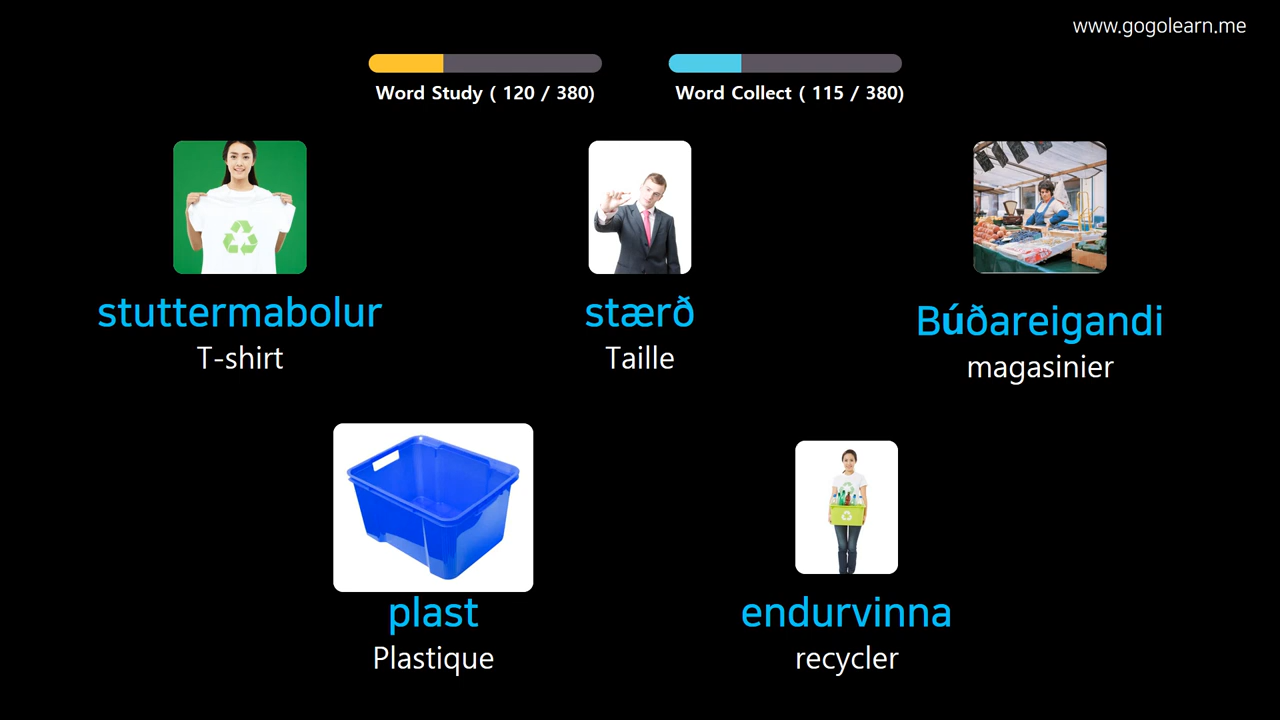 www.gogolearn.me
Word Study ( 120 / 380)
Word Collect ( 115 / 380)
stuttermabolur
T-shirt
stærð
Taille
Búðareigandi
magasinier
plast
Plastique
endurvinna
recycler